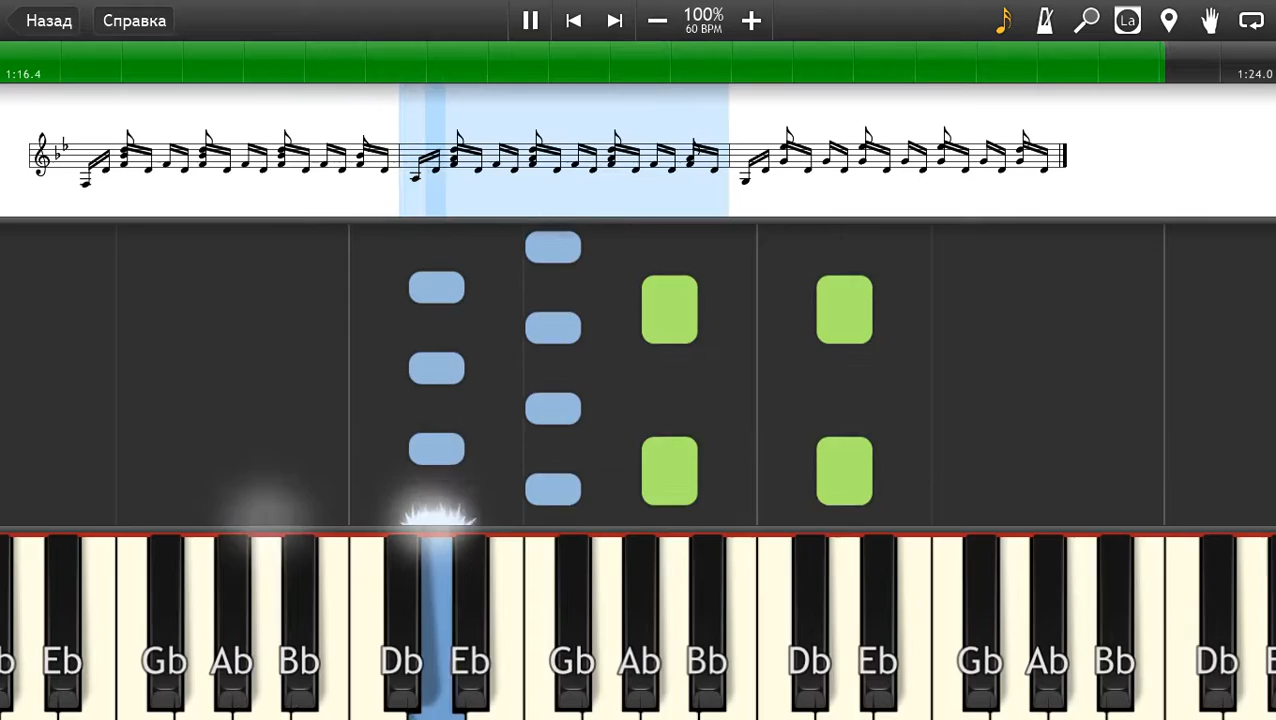 Назад Справка 100% La
60 BPM
1:16.4 1:24.0
b Eb Gb Ab Bb Db Eb Gb Ab Bb Db Eb Gb Ab Bb Db E